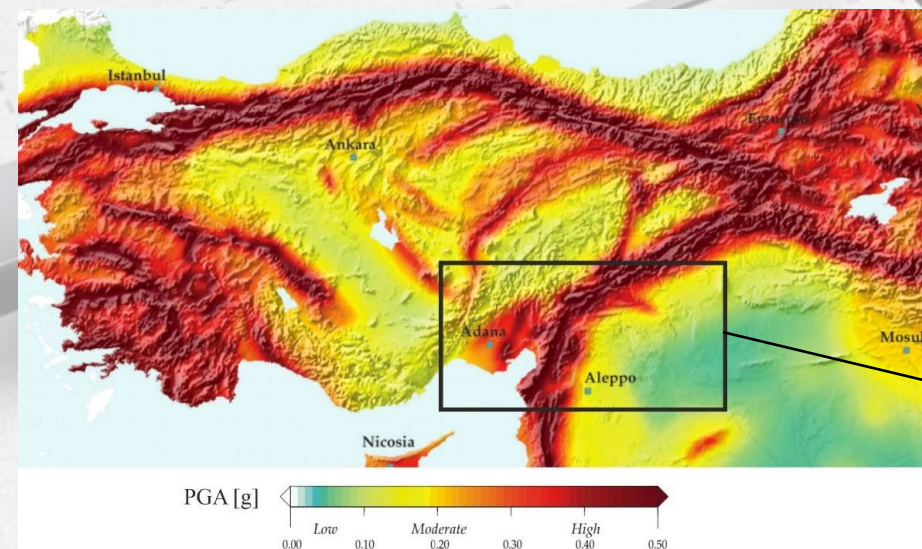 Istanbul
Erzurum
Ankara
Adana
Mosul
Aleppo
Nicosia
PGA [g]
Low Moderate High
0.00 0.10 0.20 0.30 0.40 0.50